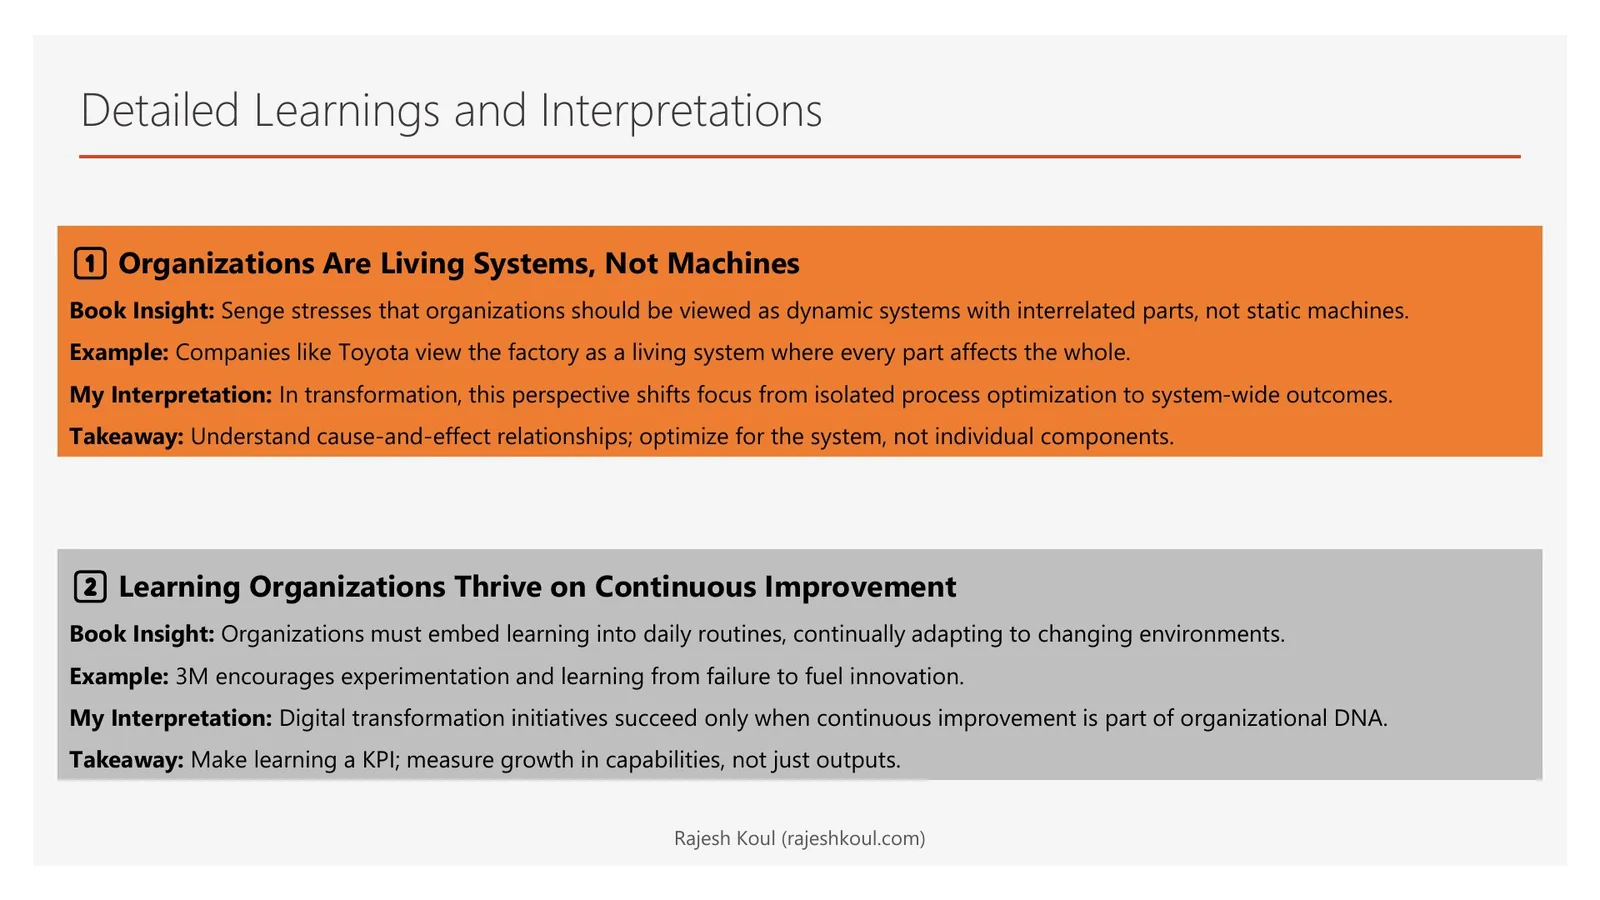 Detailed Learnings and Interpretations
1 Organizations Are Living Systems, Not Machines
Book Insight: Senge stresses that organizations should be viewed as dynamic systems with interrelated parts, not static machines.
Example: Companies like Toyota view the factory as a living system where every part affects the whole.
My Interpretation: In transformation, this perspective shifts focus from isolated process optimization to system-wide outcomes.
Takeaway: Understand cause-and-effect relationships; optimize for the system, not individual components.
2 Learning Organizations Thrive on Continuous Improvement
Book Insight: Organizations must embed learning into daily routines, continually adapting to changing environments.
Example: 3M encourages experimentation and learning from failure to fuel innovation.
My Interpretation: Digital transformation initiatives succeed only when continuous improvement is part of organizational DNA.
Takeaway: Make learning a KPI; measure growth in capabilities, not just outputs.
Rajesh Koul (rajeshkoul.com)